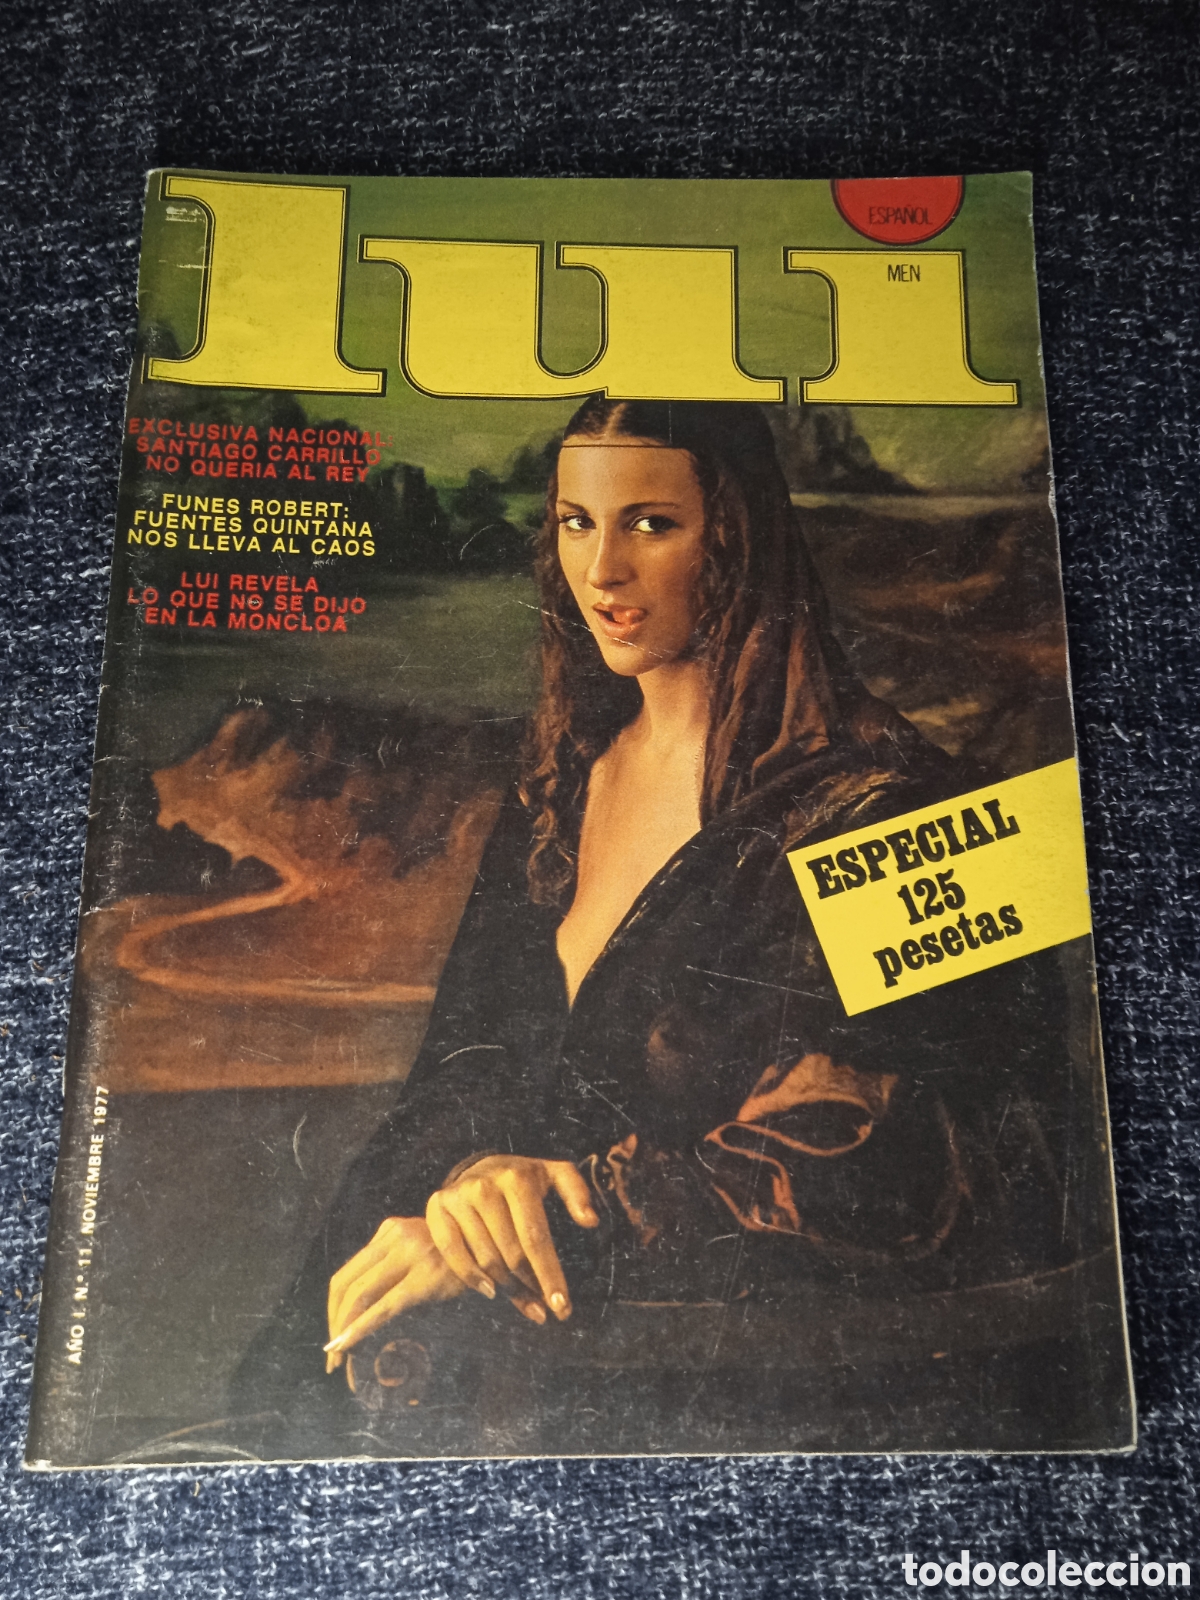 lui
ESPAÑOL
MEN
EXCLUSIVA NACIONAL:
SANTIAGO CARRILLO
NO QUERIA AL REY
FUNES ROBERT:
FUENTES QUINTANA
NOS LLEVA AL CAOS
LUI REVELA
LO QUE NO SE DIJO
EN LA MONCLOA
ESPECIAL
125
pesetas
AÑO I. N.º 11. NOVIEMBRE 1977
todocoleccion